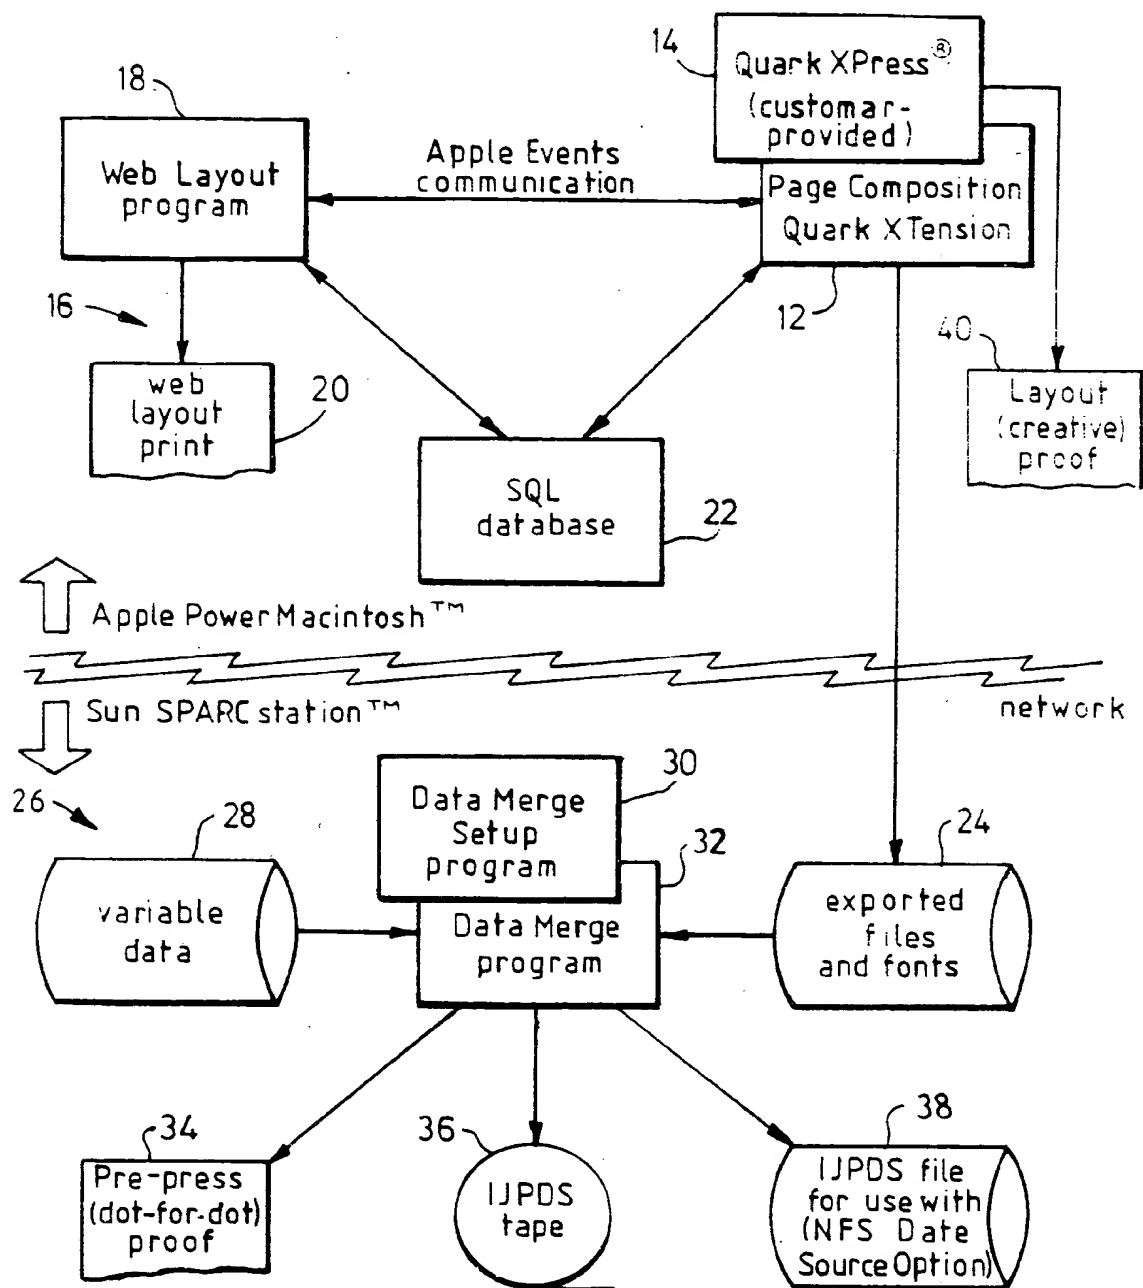 14
Quark XPress®
(customar-
provided)
18
Web Layout
program
Apple Events
communication
Page Composition
Quark XTension
16
12
40
web
layout
print
20
Layout
(creative)
proof
SQL
database
22
Apple Power Macintosh™
Sun SPARCstation™
network
30
Data Merge
Setup
program
26
28
32
24
variable
data
Data Merge
program
exported
files
and fonts
34
36
38
Pre-press
(dot-for-dot)
proof
IJPDS
tape
IJPDS file
for use with
(NFS Date
Source Option)